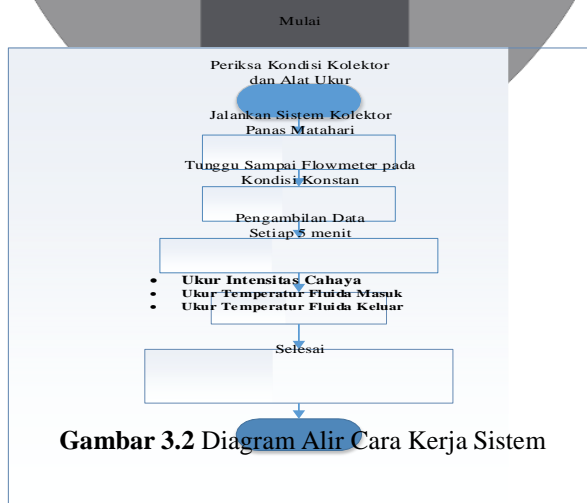 Mulai
Periksa Kondisi Kolektor
dan Alat Ukur
Jalankan Sistem Kolektor
Panas Matahari
Tunggu Sampai Flowmeter pada
Kondisi Konstan
Pengambilan Data
Setiap 5 menit
• Ukur Intensitas Cahaya
• Ukur Temperatur Fluida Masuk
• Ukur Temperatur Fluida Keluar
Selesai
Gambar 3.2 Diagram Alir Cara Kerja Sistem